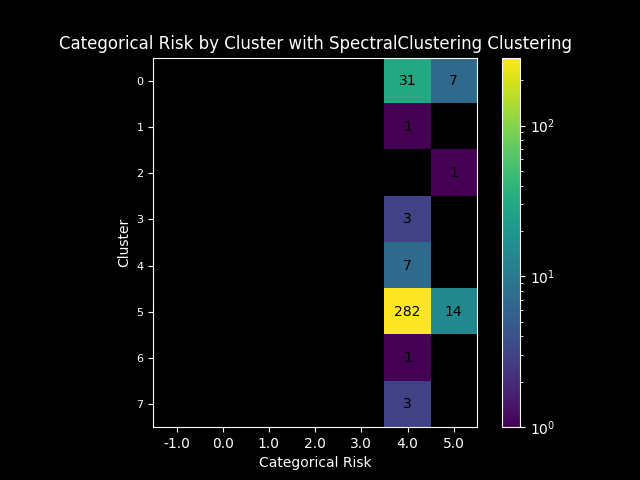 Categorical Risk by Cluster with SpectralClustering Clustering
0 31 7
1 1
2 1
3 3
4 7
5 282 14
6 1
7 3
-1.0 0.0 1.0 2.0 3.0 4.0 5.0
Categorical Risk
Cluster
10²
10¹
10⁰